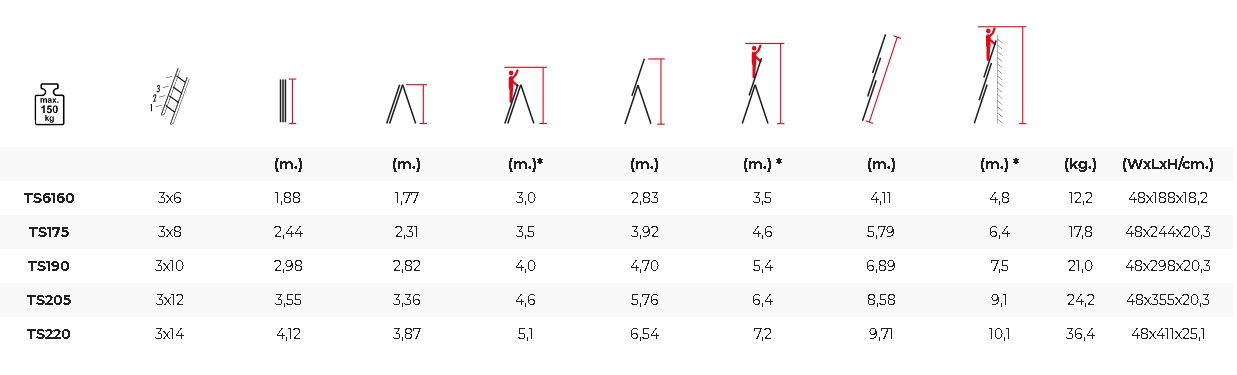 max.
150
kg
3
2
1
(m.) (m.) (m.)* (m.) (m.) * (m.) (m.) * (kg.) (WxLxH/cm.)
TS6160 3x6 1,88 1,77 3,0 2,83 3,5 4,11 4,8 12,2 48x188x18,2
TS175 3x8 2,44 2,31 3,5 3,92 4,6 5,79 6,4 17,8 48x244x20,3
TS190 3x10 2,98 2,82 4,0 4,70 5,4 6,89 7,5 21,0 48x298x20,3
TS205 3x12 3,55 3,36 4,6 5,76 6,4 8,58 9,1 24,2 48x355x20,3
TS220 3x14 4,12 3,87 5,1 6,54 7,2 9,71 10,1 36,4 48x411x25,1